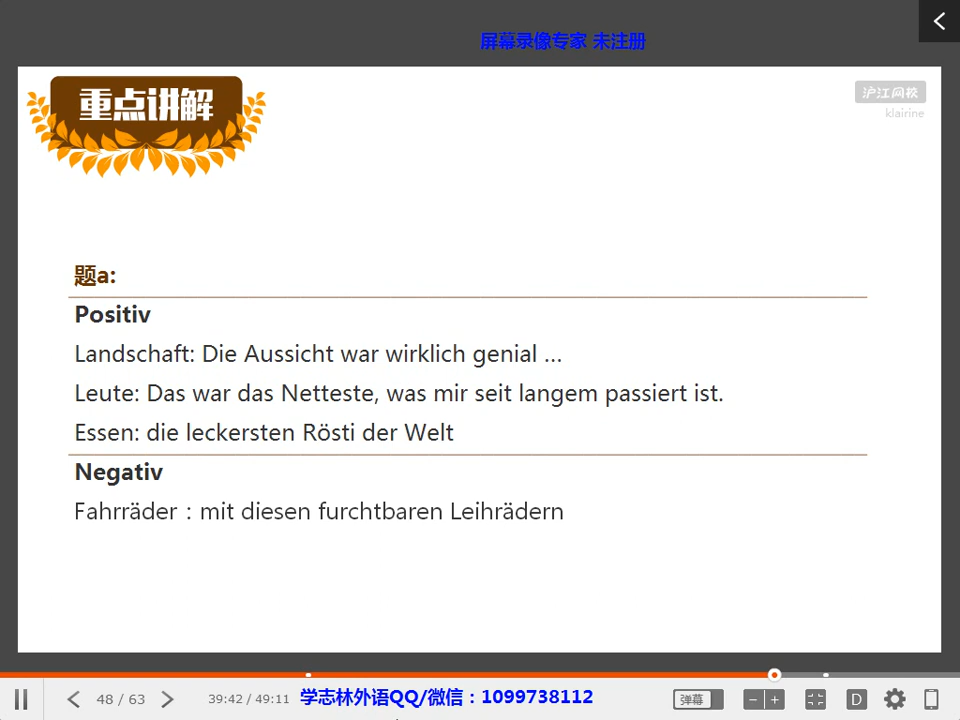 屏幕录像专家 未注册
重点讲解
沪江网校
klairine
题a:
Positiv
Landschaft: Die Aussicht war wirklich genial ...
Leute: Das war das Netteste, was mir seit langem passiert ist.
Essen: die leckersten Rösti der Welt
Negativ
Fahrräder：mit diesen furchtbaren Leihrädern
48 / 63
39:42 / 49:11
学志林外语QQ/微信：1099738112
弹幕
D